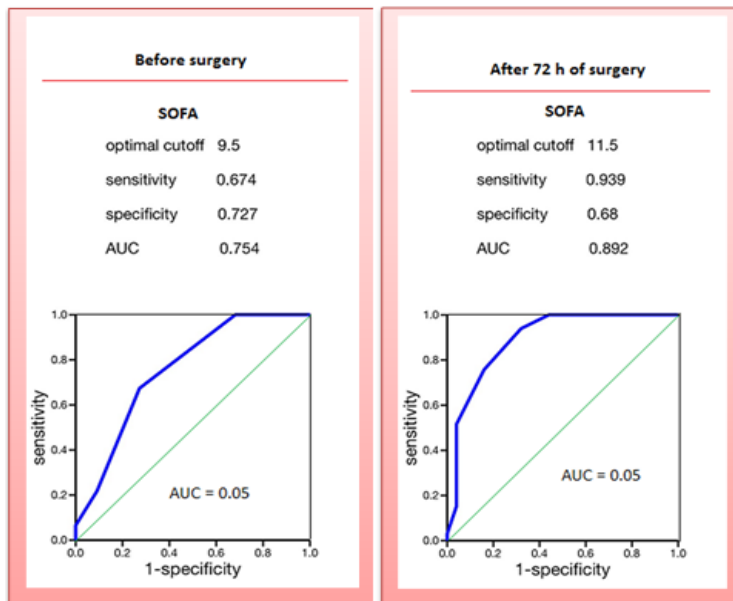 Before surgery
SOFA
optimal cutoff 9.5
sensitivity 0.674
specificity 0.727
AUC 0.754
1.0
0.8
0.6
0.4
0.2
0.0
sensitivity
AUC = 0.05
0.0 0.2 0.4 0.6 0.8 1.0
1-specificity
After 72 h of surgery
SOFA
optimal cutoff 11.5
sensitivity 0.939
specificity 0.68
AUC 0.892
1.0
0.8
0.6
0.4
0.2
0.0
sensitivity
AUC = 0.05
0.0 0.2 0.4 0.6 0.8 1.0
1-specificity